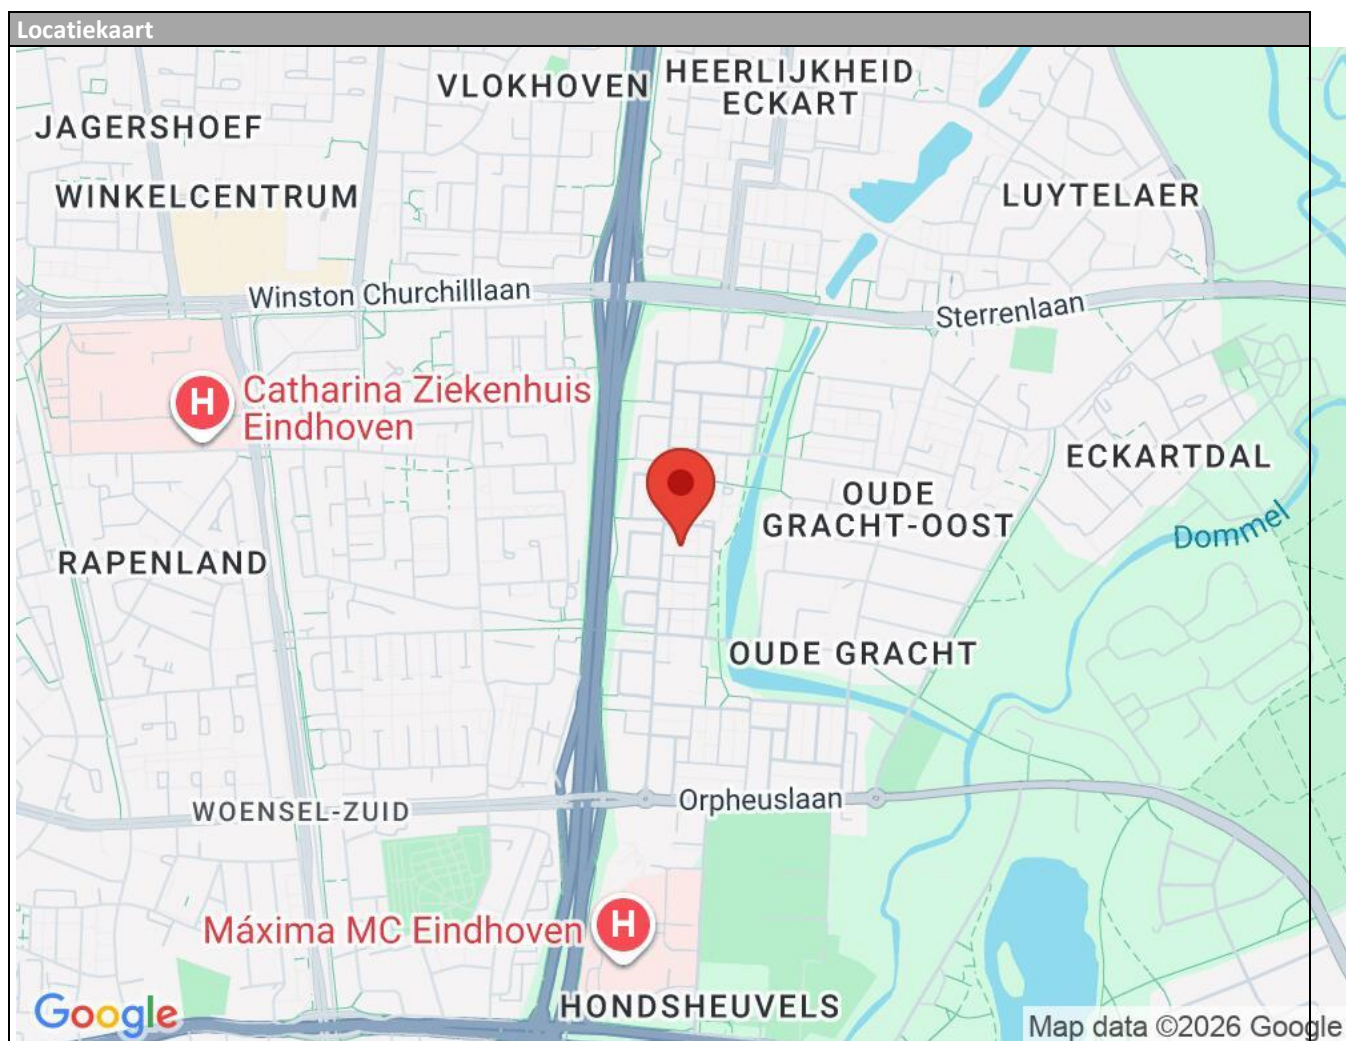 Locatiekaart
VLOKHOVEN
HEERLIJKHEID
ECKART
JAGERSHOEF
WINKELCENTRUM
LUYTELAER
Winston Churchilllaan
Sterrenlaan
H
Catharina Ziekenhuis
Eindhoven
ECKARTDAL
OUDE
GRACHT-OOST
Dommel
RAPENLAND
OUDE GRACHT
Orpheuslaan
WOENSEL-ZUID
Máxima MC Eindhoven
H
HONDSHEUVELS
Google
Map data ©2026 Google